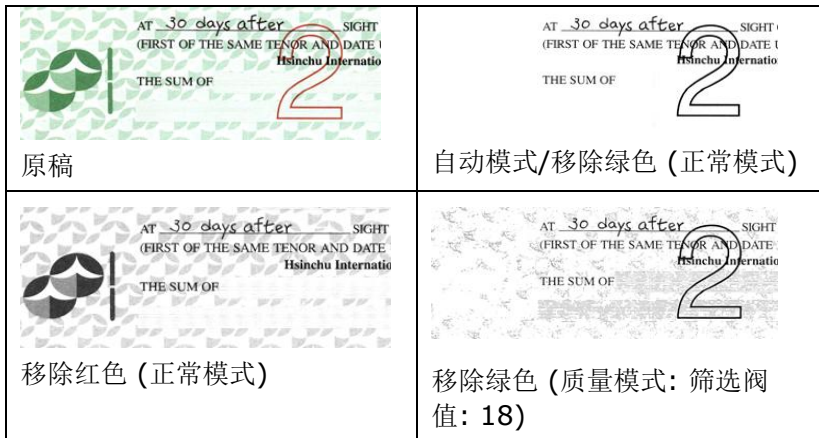 AT 30 days after SIGHT
(FIRST OF THE SAME TENOR AND DATE
Hsinchu Internatio
THE SUM OF
2
原稿
AT 30 days after SIGHT
(FIRST OF THE SAME TENOR AND DATE
Hsinchu Internatio
THE SUM OF
2
自动模式/移除绿色 (正常模式)
AT 30 days after SIGHT
(FIRST OF THE SAME TENOR AND DATE
Hsinchu Internatio
THE SUM OF
移除红色 (正常模式)
AT 30 days after SIGHT
(FIRST OF THE SAME TENOR AND DATE
Hsinchu Internatio
THE SUM OF
2
移除绿色 (质量模式: 筛选阀
值: 18)